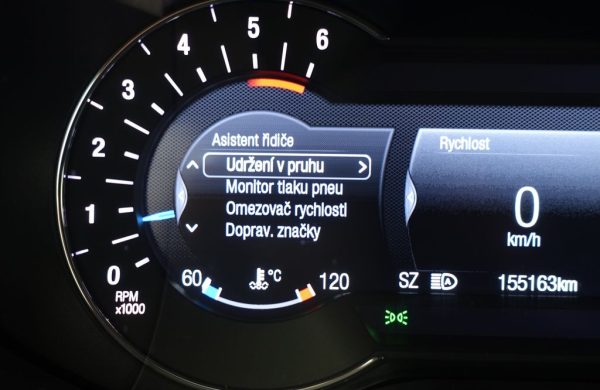 6
5
4
3
2
1
0
RPM
x1000
Asistent řidiče
Udržení v pruhu >
Monitor tlaku pneu
Omezovač rychlosti
Doprav. značky
60 °C 120
Rychlost
0
km/h
SZ A 155163km